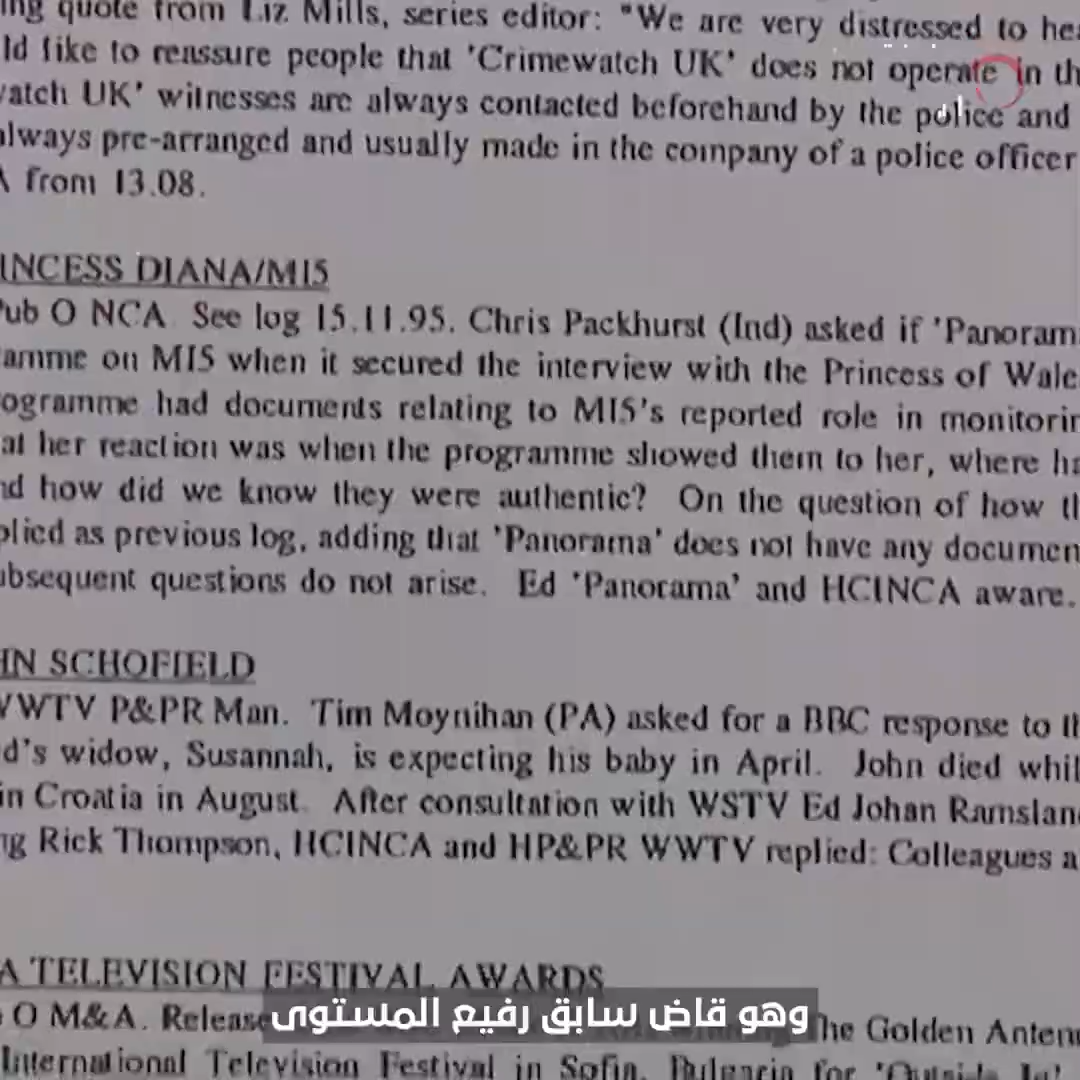 ing quote from Liz Mills, series editor: "We are very distressed to hea
ld like to reassure people that 'Crimewatch UK' does not operate in th
vatch UK' witnesses are always contacted beforehand by the police and
always pre-arranged and usually made in the company of a police officer
A from 13.08.
INCESS DIANA/MI5
Pub O NCA. See log 15.11.95. Chris Packhurst (Ind) asked if 'Panoram
amme on MI5 when it secured the interview with the Princess of Wale
ogramme had documents relating to MI5's reported role in monitorin
at her reaction was when the programme showed them to her, where ha
nd how did we know they were authentic? On the question of how th
plied as previous log, adding that 'Panorama' does not have any documen
ubsequent questions do not arise. Ed 'Panorama' and HCINCA aware.
HN SCHOFIELD
WWTV P&PR Man. Tim Moynihan (PA) asked for a BBC response to th
d's widow, Susannah, is expecting his baby in April. John died whil
in Croatia in August. After consultation with WSTV Ed Johan Ramsland
ng Rick Thompson, HCINCA and HP&PR WWTV replied: Colleagues a
A TELEVISION FESTIVAL AWARDS
O M&A. Release The Golden Antenn
International Television Festival in Sofia, Bulgaria for 'Outside In'
وهو قاض سابق رفيع المستوى